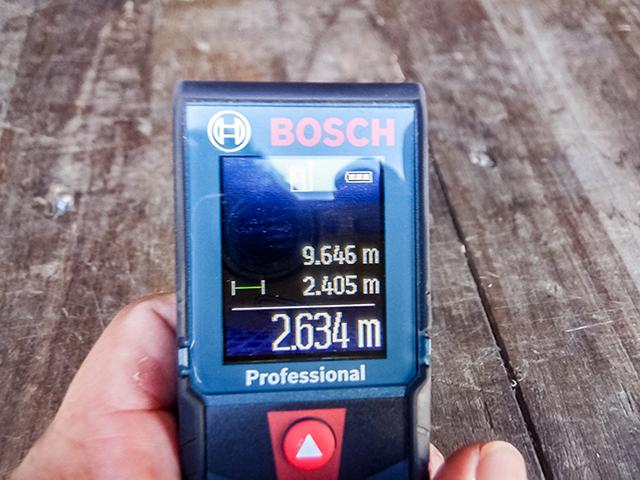 BOSCH
9.646 m
2.405 m
2.634 m
Professional